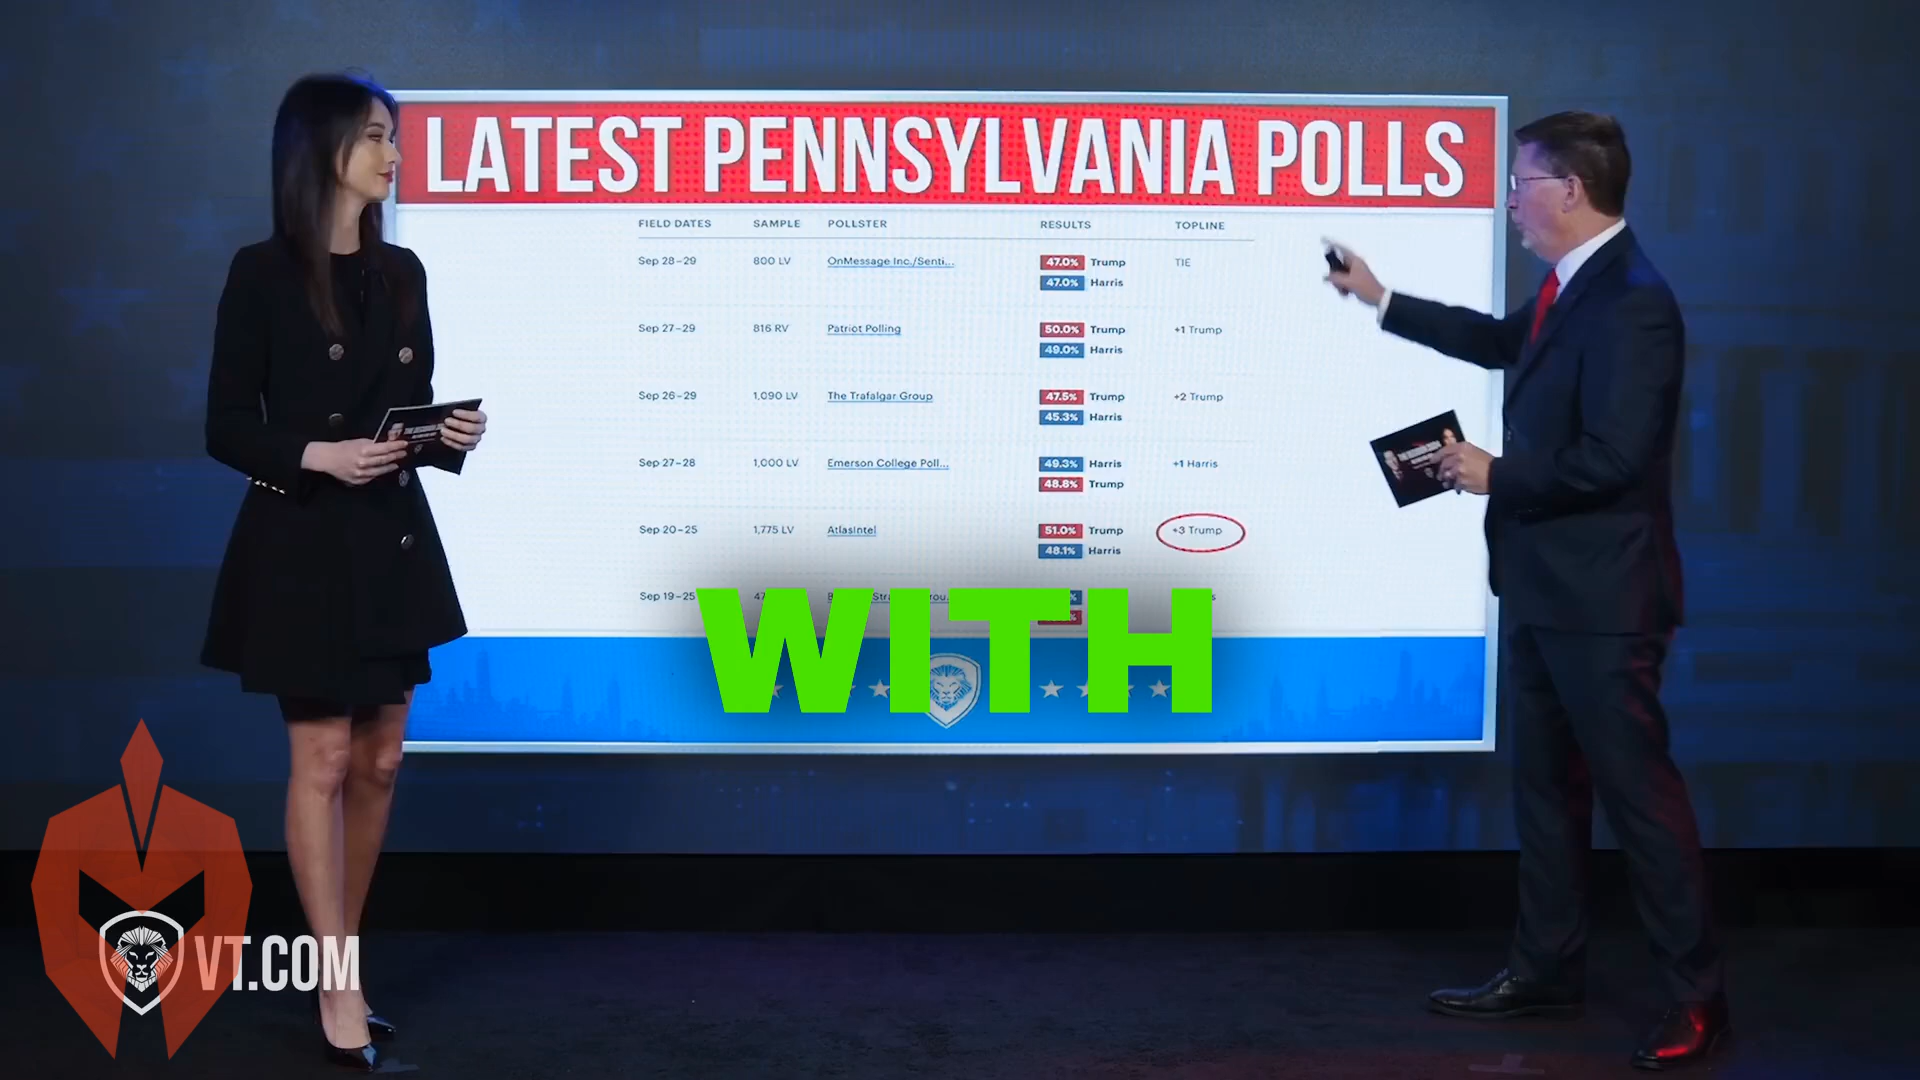 LATEST PENNSYLVANIA POLLS
FIELD DATES SAMPLE POLLSTER RESULTS TOPLINE
Sep 28-29 800 LV OnMessage Inc./Senti... 47.0% Trump TIE
47.0% Harris
Sep 27-29 816 RV Patriot Polling 50.0% Trump +1 Trump
49.0% Harris
Sep 26-29 1,090 LV The Trafalgar Group 47.5% Trump +2 Trump
45.3% Harris
Sep 27-28 1,000 LV Emerson College Poll... 49.3% Harris +1 Harris
48.8% Trump
Sep 20-25 1,775 LV AtlasIntel 51.0% Trump +3 Trump
48.1% Harris
Sep 19-25
WITH
VT.COM